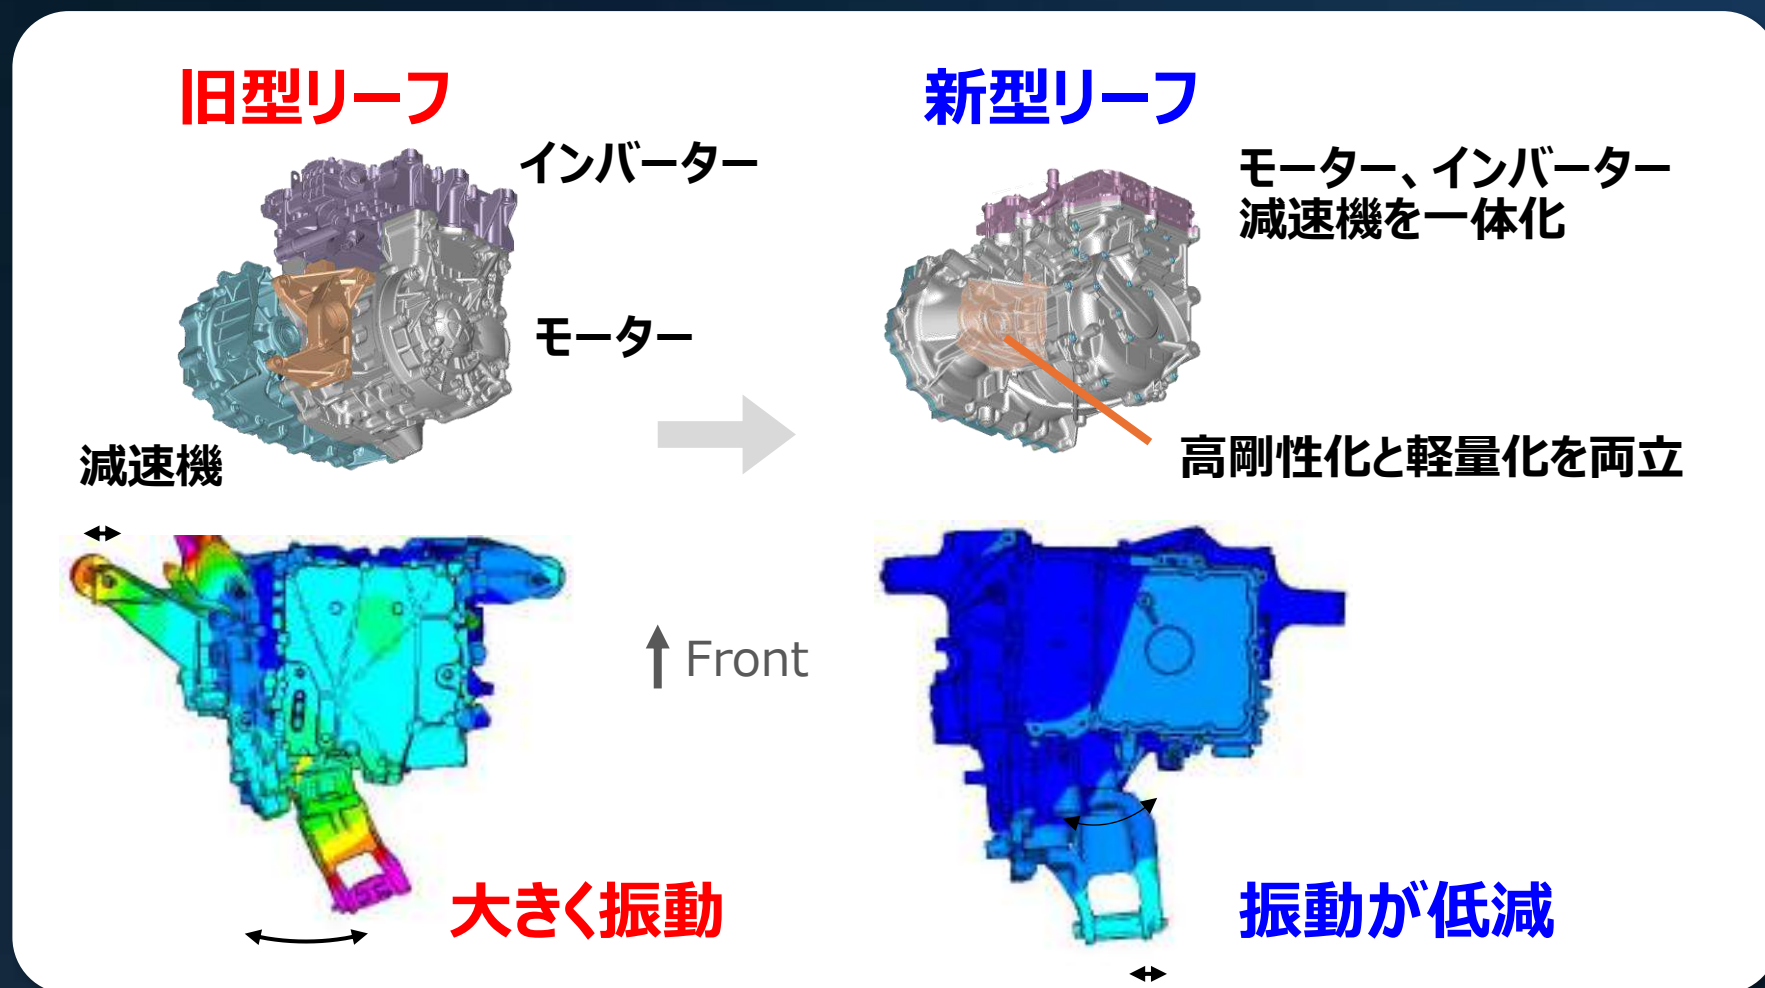 旧型リーフ
インバーター
モーター
減速機
新型リーフ
モーター、インバーター
減速機を一体化
高剛性化と軽量化を両立
Front
大きく振動
振動が低減